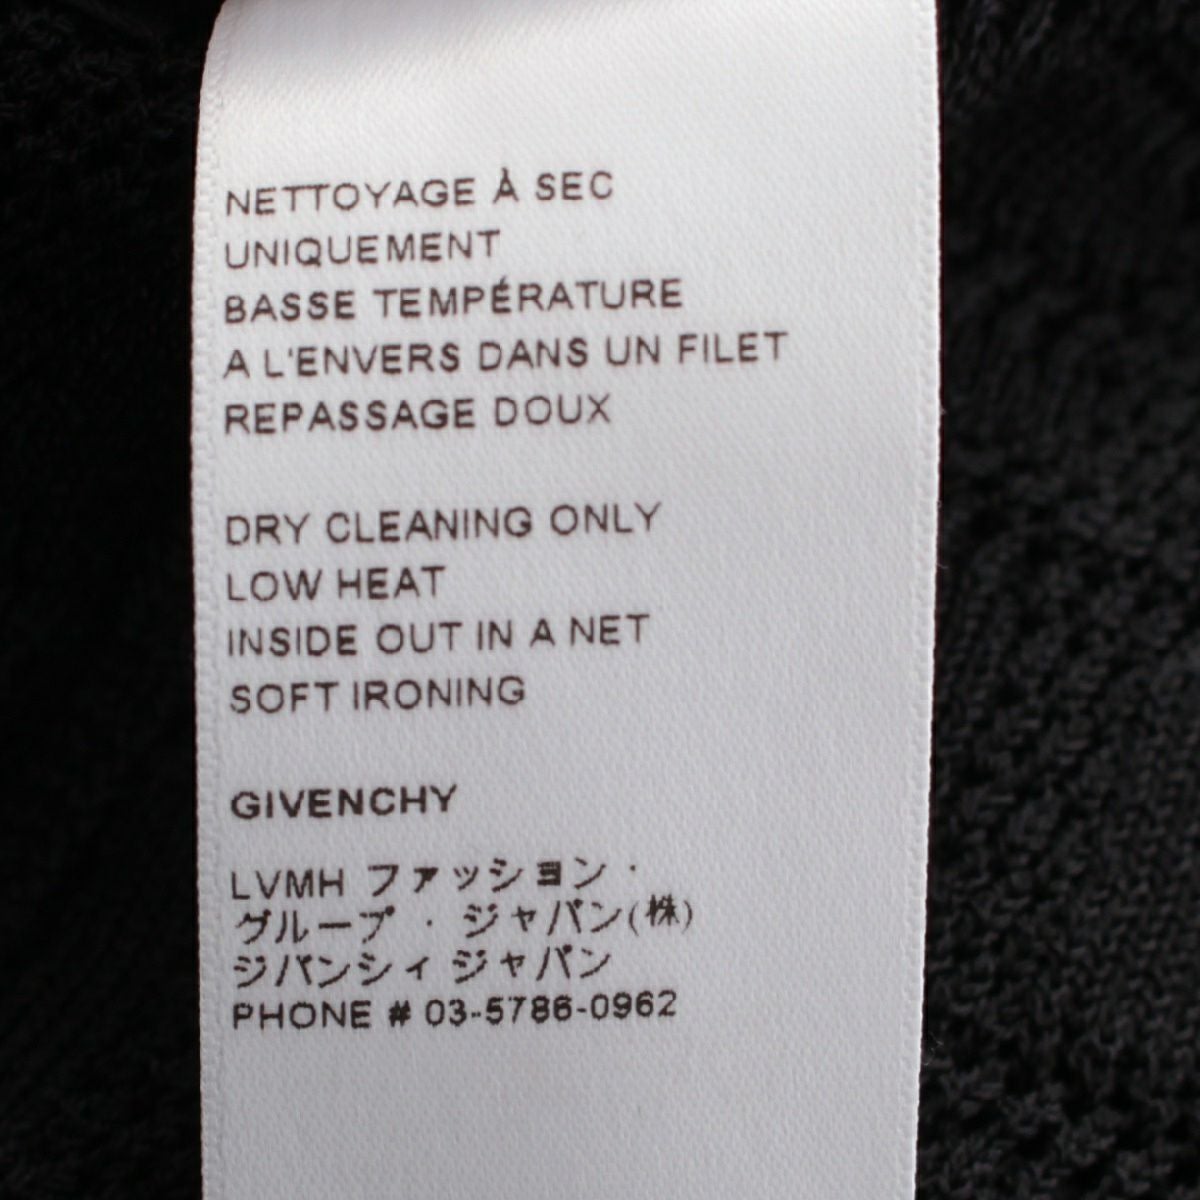 NETTOYAGE À SEC
UNIQUEMENT
BASSE TEMPÉRATURE
A L'ENVERS DANS UN FILET
REPASSAGE DOUX
DRY CLEANING ONLY
LOW HEAT
INSIDE OUT IN A NET
SOFT IRONING
GIVENCHY
LVMH ファッション・
グループ・ジャパン(株)
ジバンシィ ジャパン
PHONE # 03-5786-0962